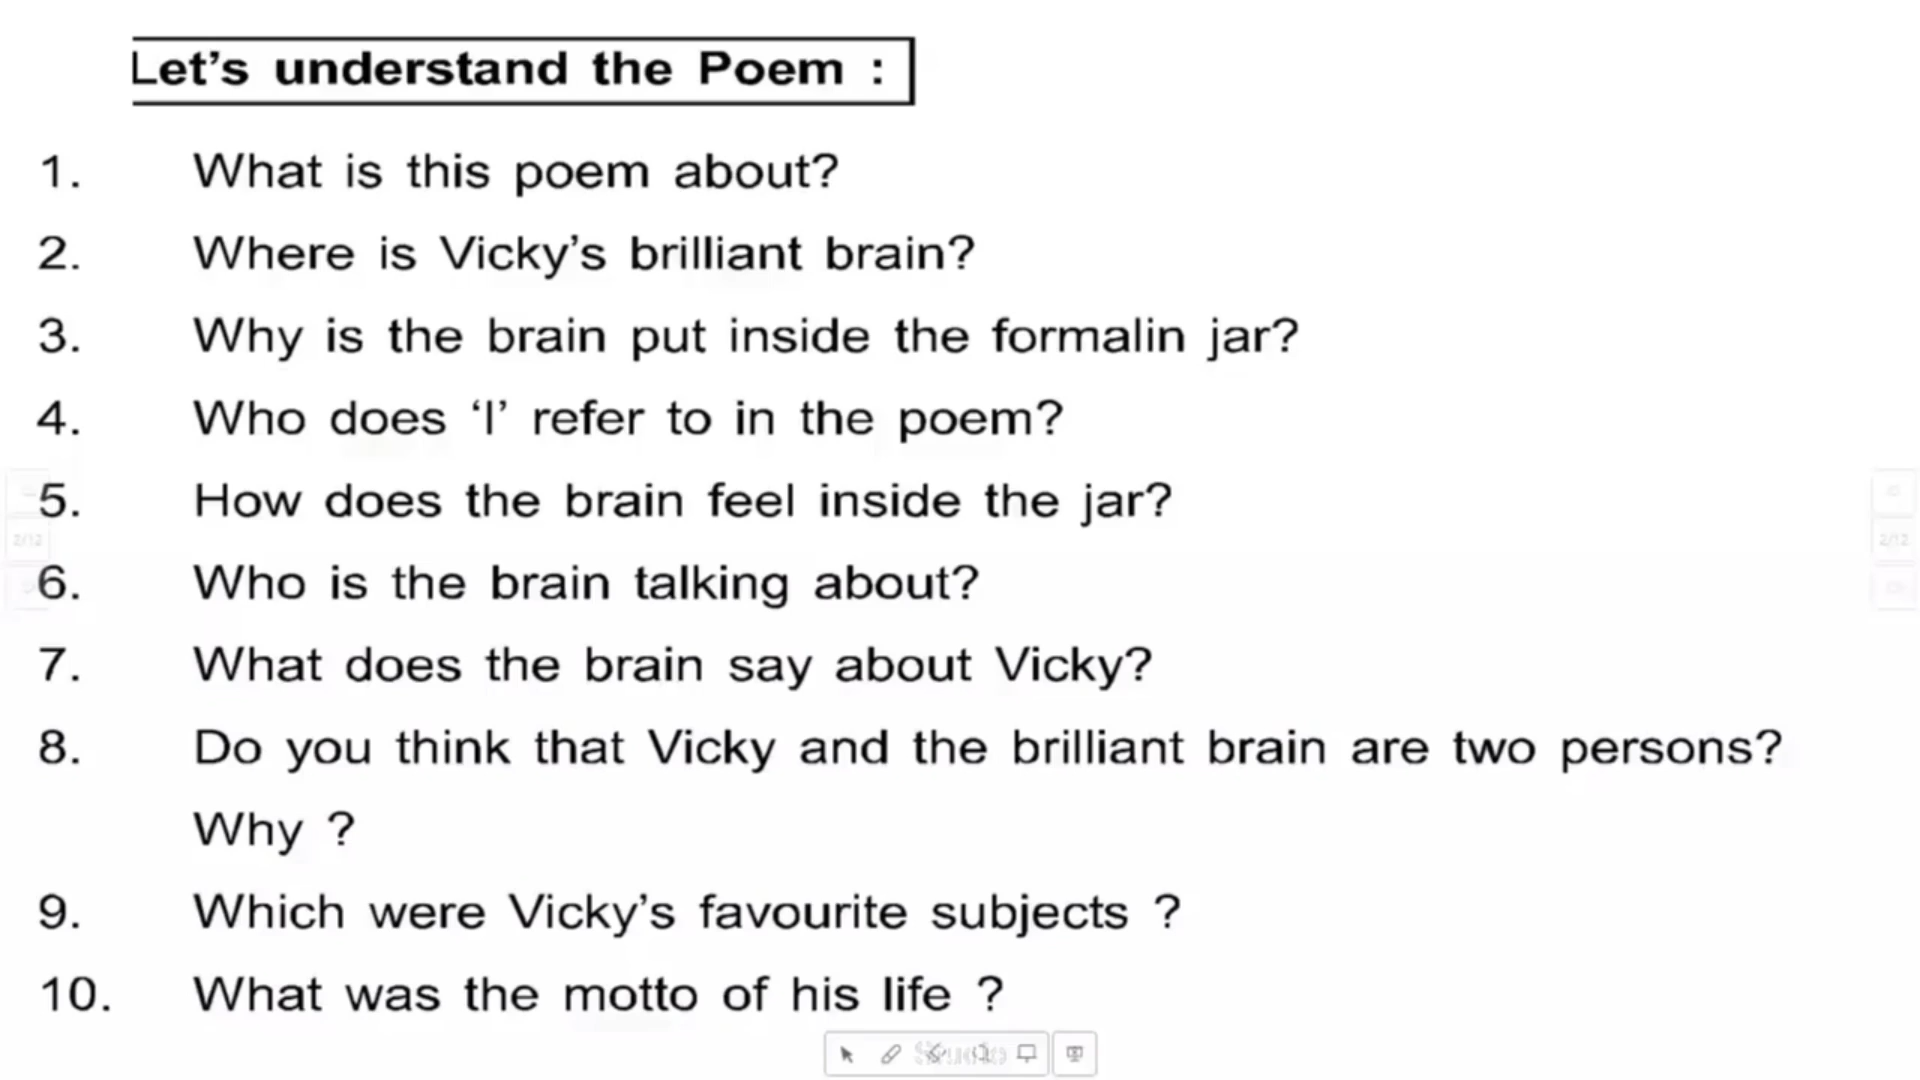 Let's understand the Poem :
1. What is this poem about?
2. Where is Vicky's brilliant brain?
3. Why is the brain put inside the formalin jar?
4. Who does 'I' refer to in the poem?
5. How does the brain feel inside the jar?
2/12 2/12
6. Who is the brain talking about?
7. What does the brain say about Vicky?
8. Do you think that Vicky and the brilliant brain are two persons?
Why ?
9. Which were Vicky's favourite subjects ?
10. What was the motto of his life ?